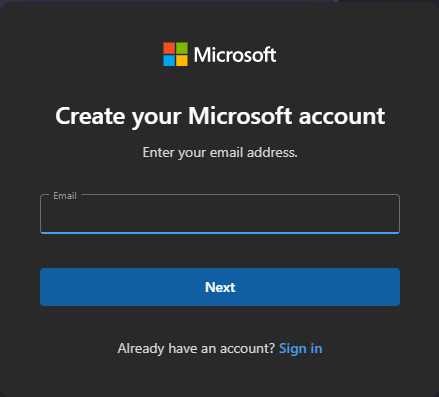 Microsoft
Create your Microsoft account
Enter your email address.
Email
Next
Already have an account? Sign in